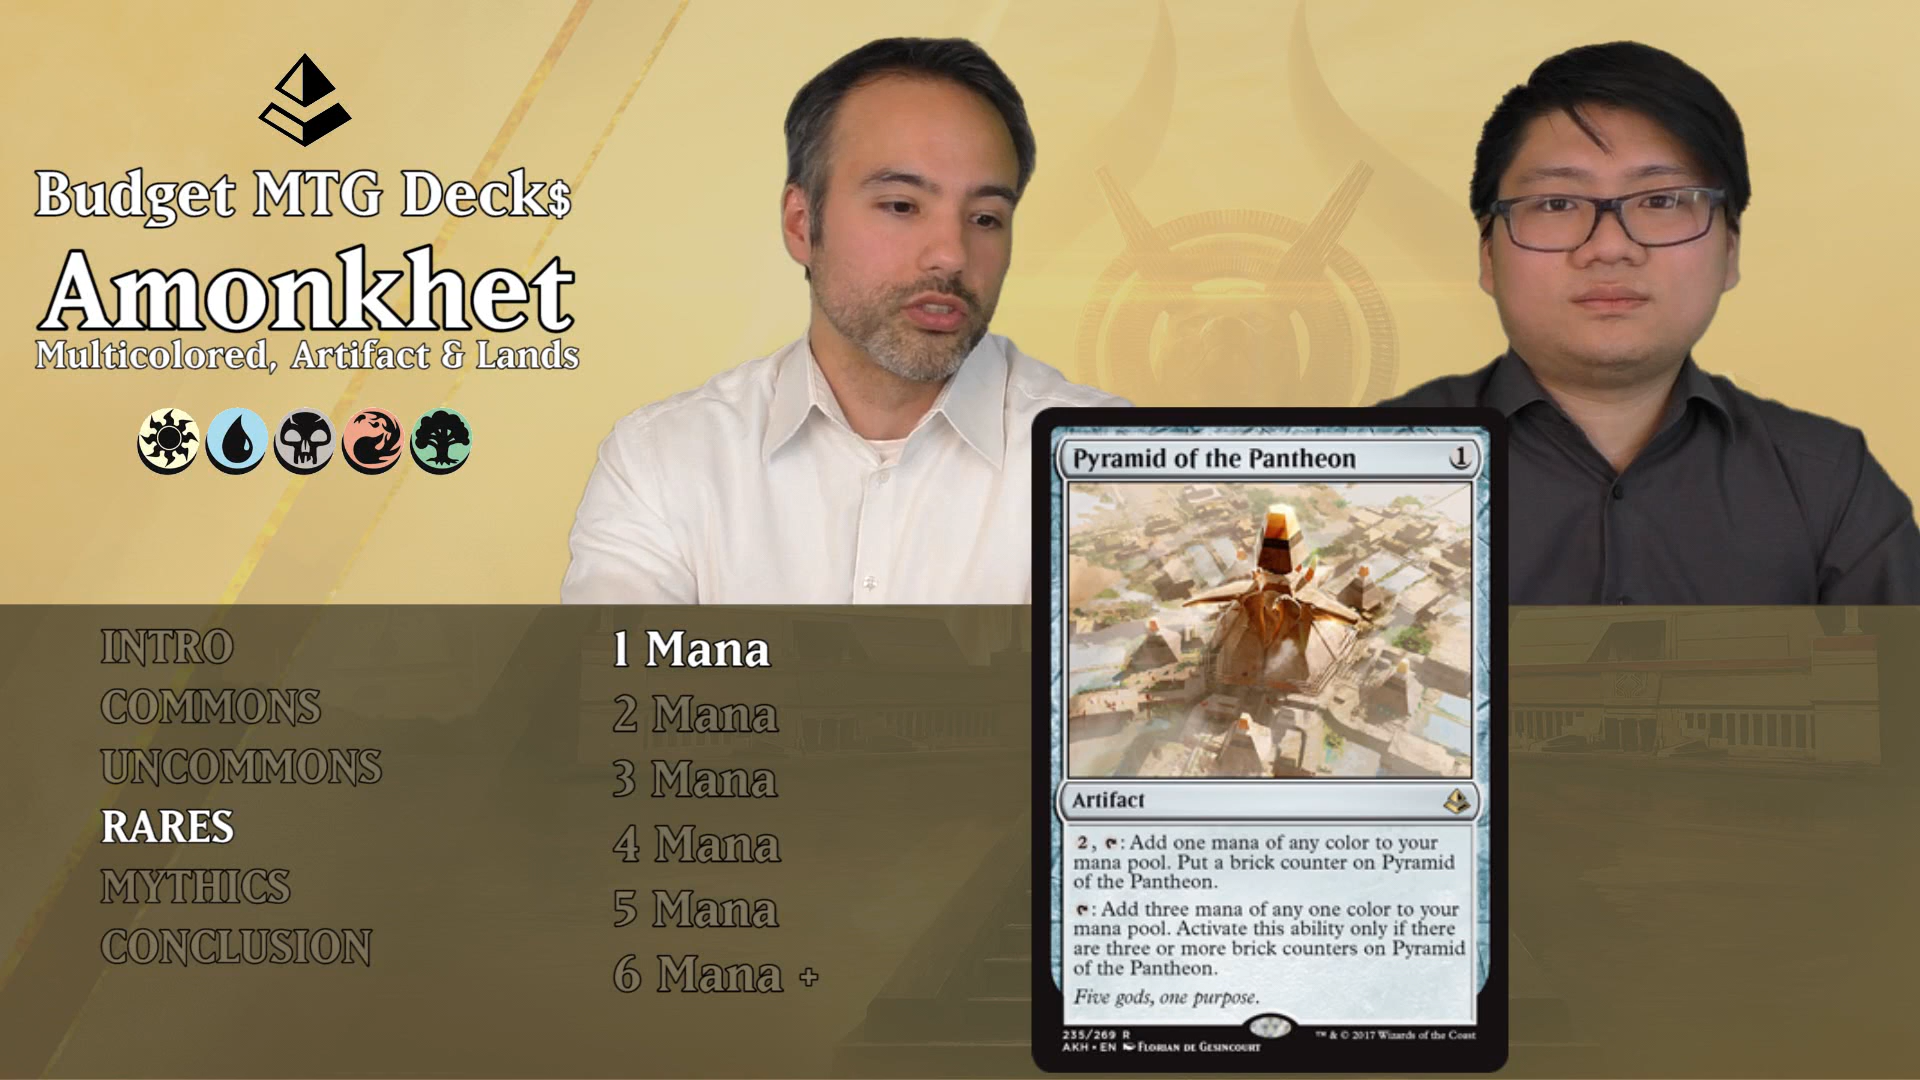 Budget MTG Deck$
Amonkhet
Multicolored, Artifact & Lands
INTRO
COMMONS
UNCOMMONS
RARES
MYTHICS
CONCLUSION
1 Mana
2 Mana
3 Mana
4 Mana
5 Mana
6 Mana +
Pyramid of the Pantheon 1
Artifact
2, : Add one mana of any color to your
mana pool. Put a brick counter on Pyramid
of the Pantheon.
: Add three mana of any one color to your
mana pool. Activate this ability only if there
are three or more brick counters on Pyramid
of the Pantheon.
Five gods, one purpose.
235/269 R
AKH • EN Florian de Gesincourt
™ & © 2017 Wizards of the Coast